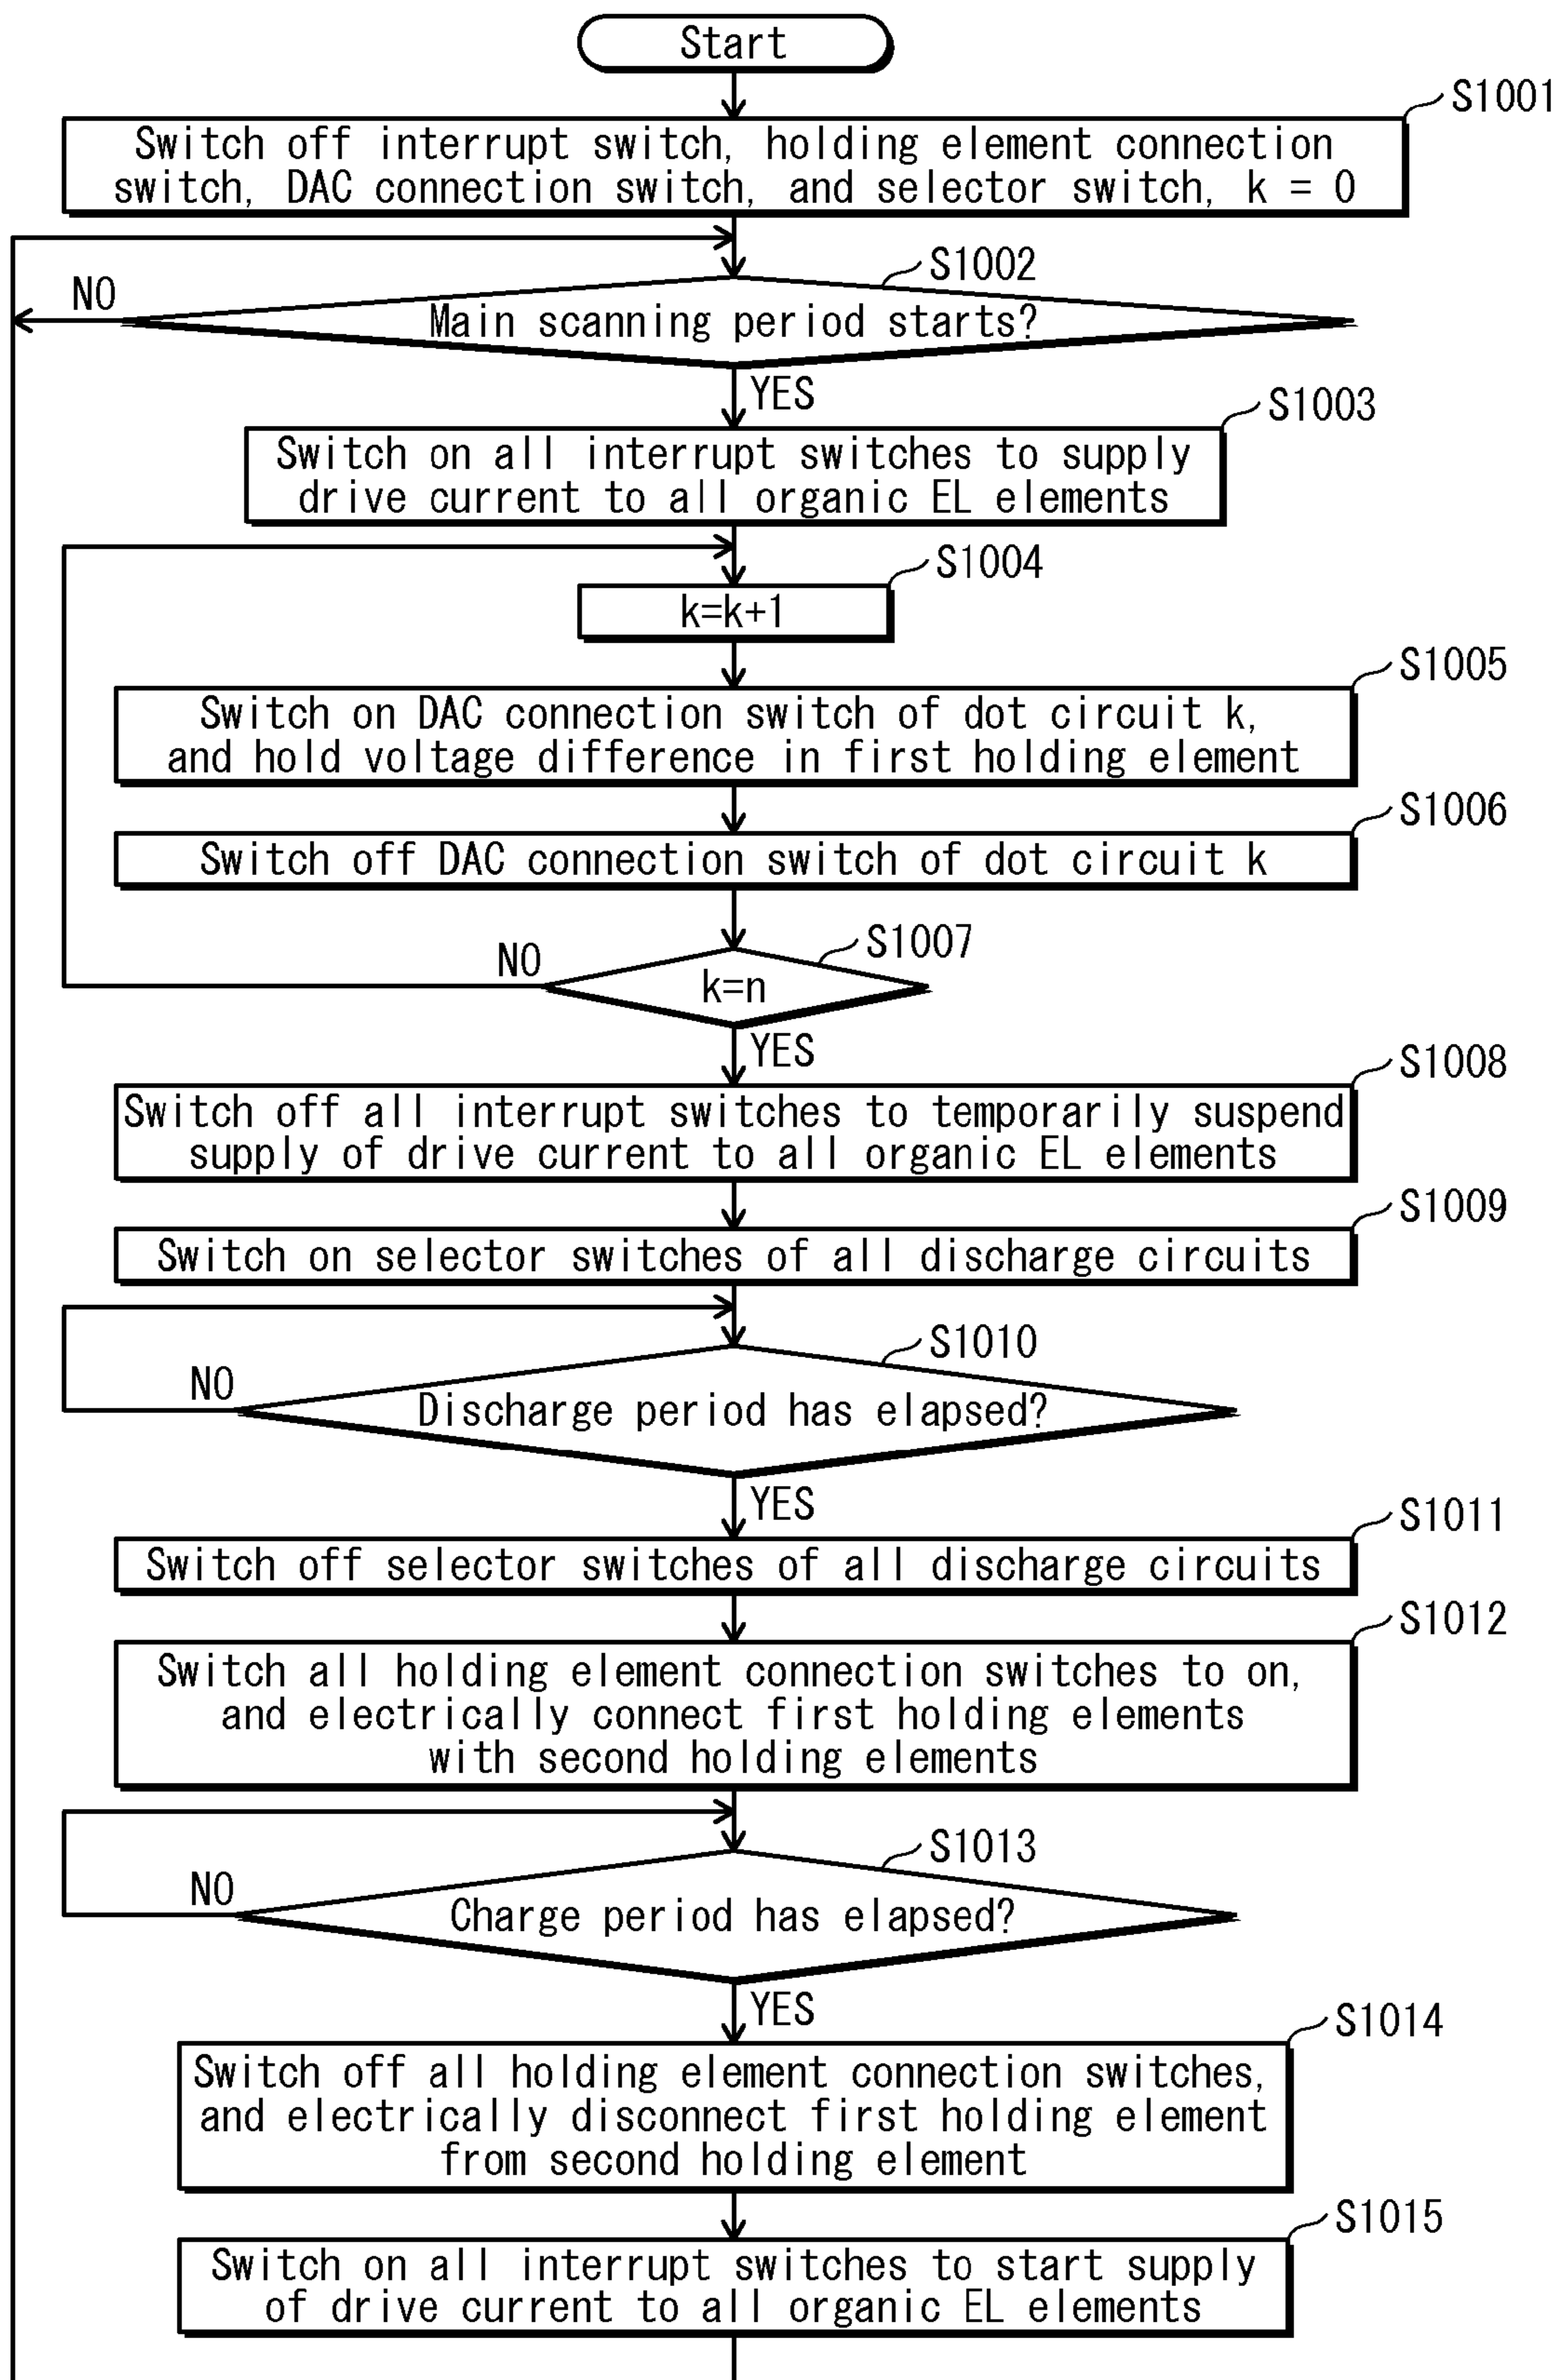 Start
S1001
Switch off interrupt switch, holding element connection
switch, DAC connection switch, and selector switch, k = 0
S1002
NO
Main scanning period starts?
YES
S1003
Switch on all interrupt switches to supply
drive current to all organic EL elements
S1004
k=k+1
S1005
Switch on DAC connection switch of dot circuit k,
and hold voltage difference in first holding element
S1006
Switch off DAC connection switch of dot circuit k
S1007
NO
k=n
YES
S1008
Switch off all interrupt switches to temporarily suspend
supply of drive current to all organic EL elements
S1009
Switch on selector switches of all discharge circuits
S1010
NO
Discharge period has elapsed?
YES
S1011
Switch off selector switches of all discharge circuits
S1012
Switch all holding element connection switches to on,
and electrically connect first holding elements
with second holding elements
S1013
NO
Charge period has elapsed?
YES
S1014
Switch off all holding element connection switches,
and electrically disconnect first holding element
from second holding element
S1015
Switch on all interrupt switches to start supply
of drive current to all organic EL elements